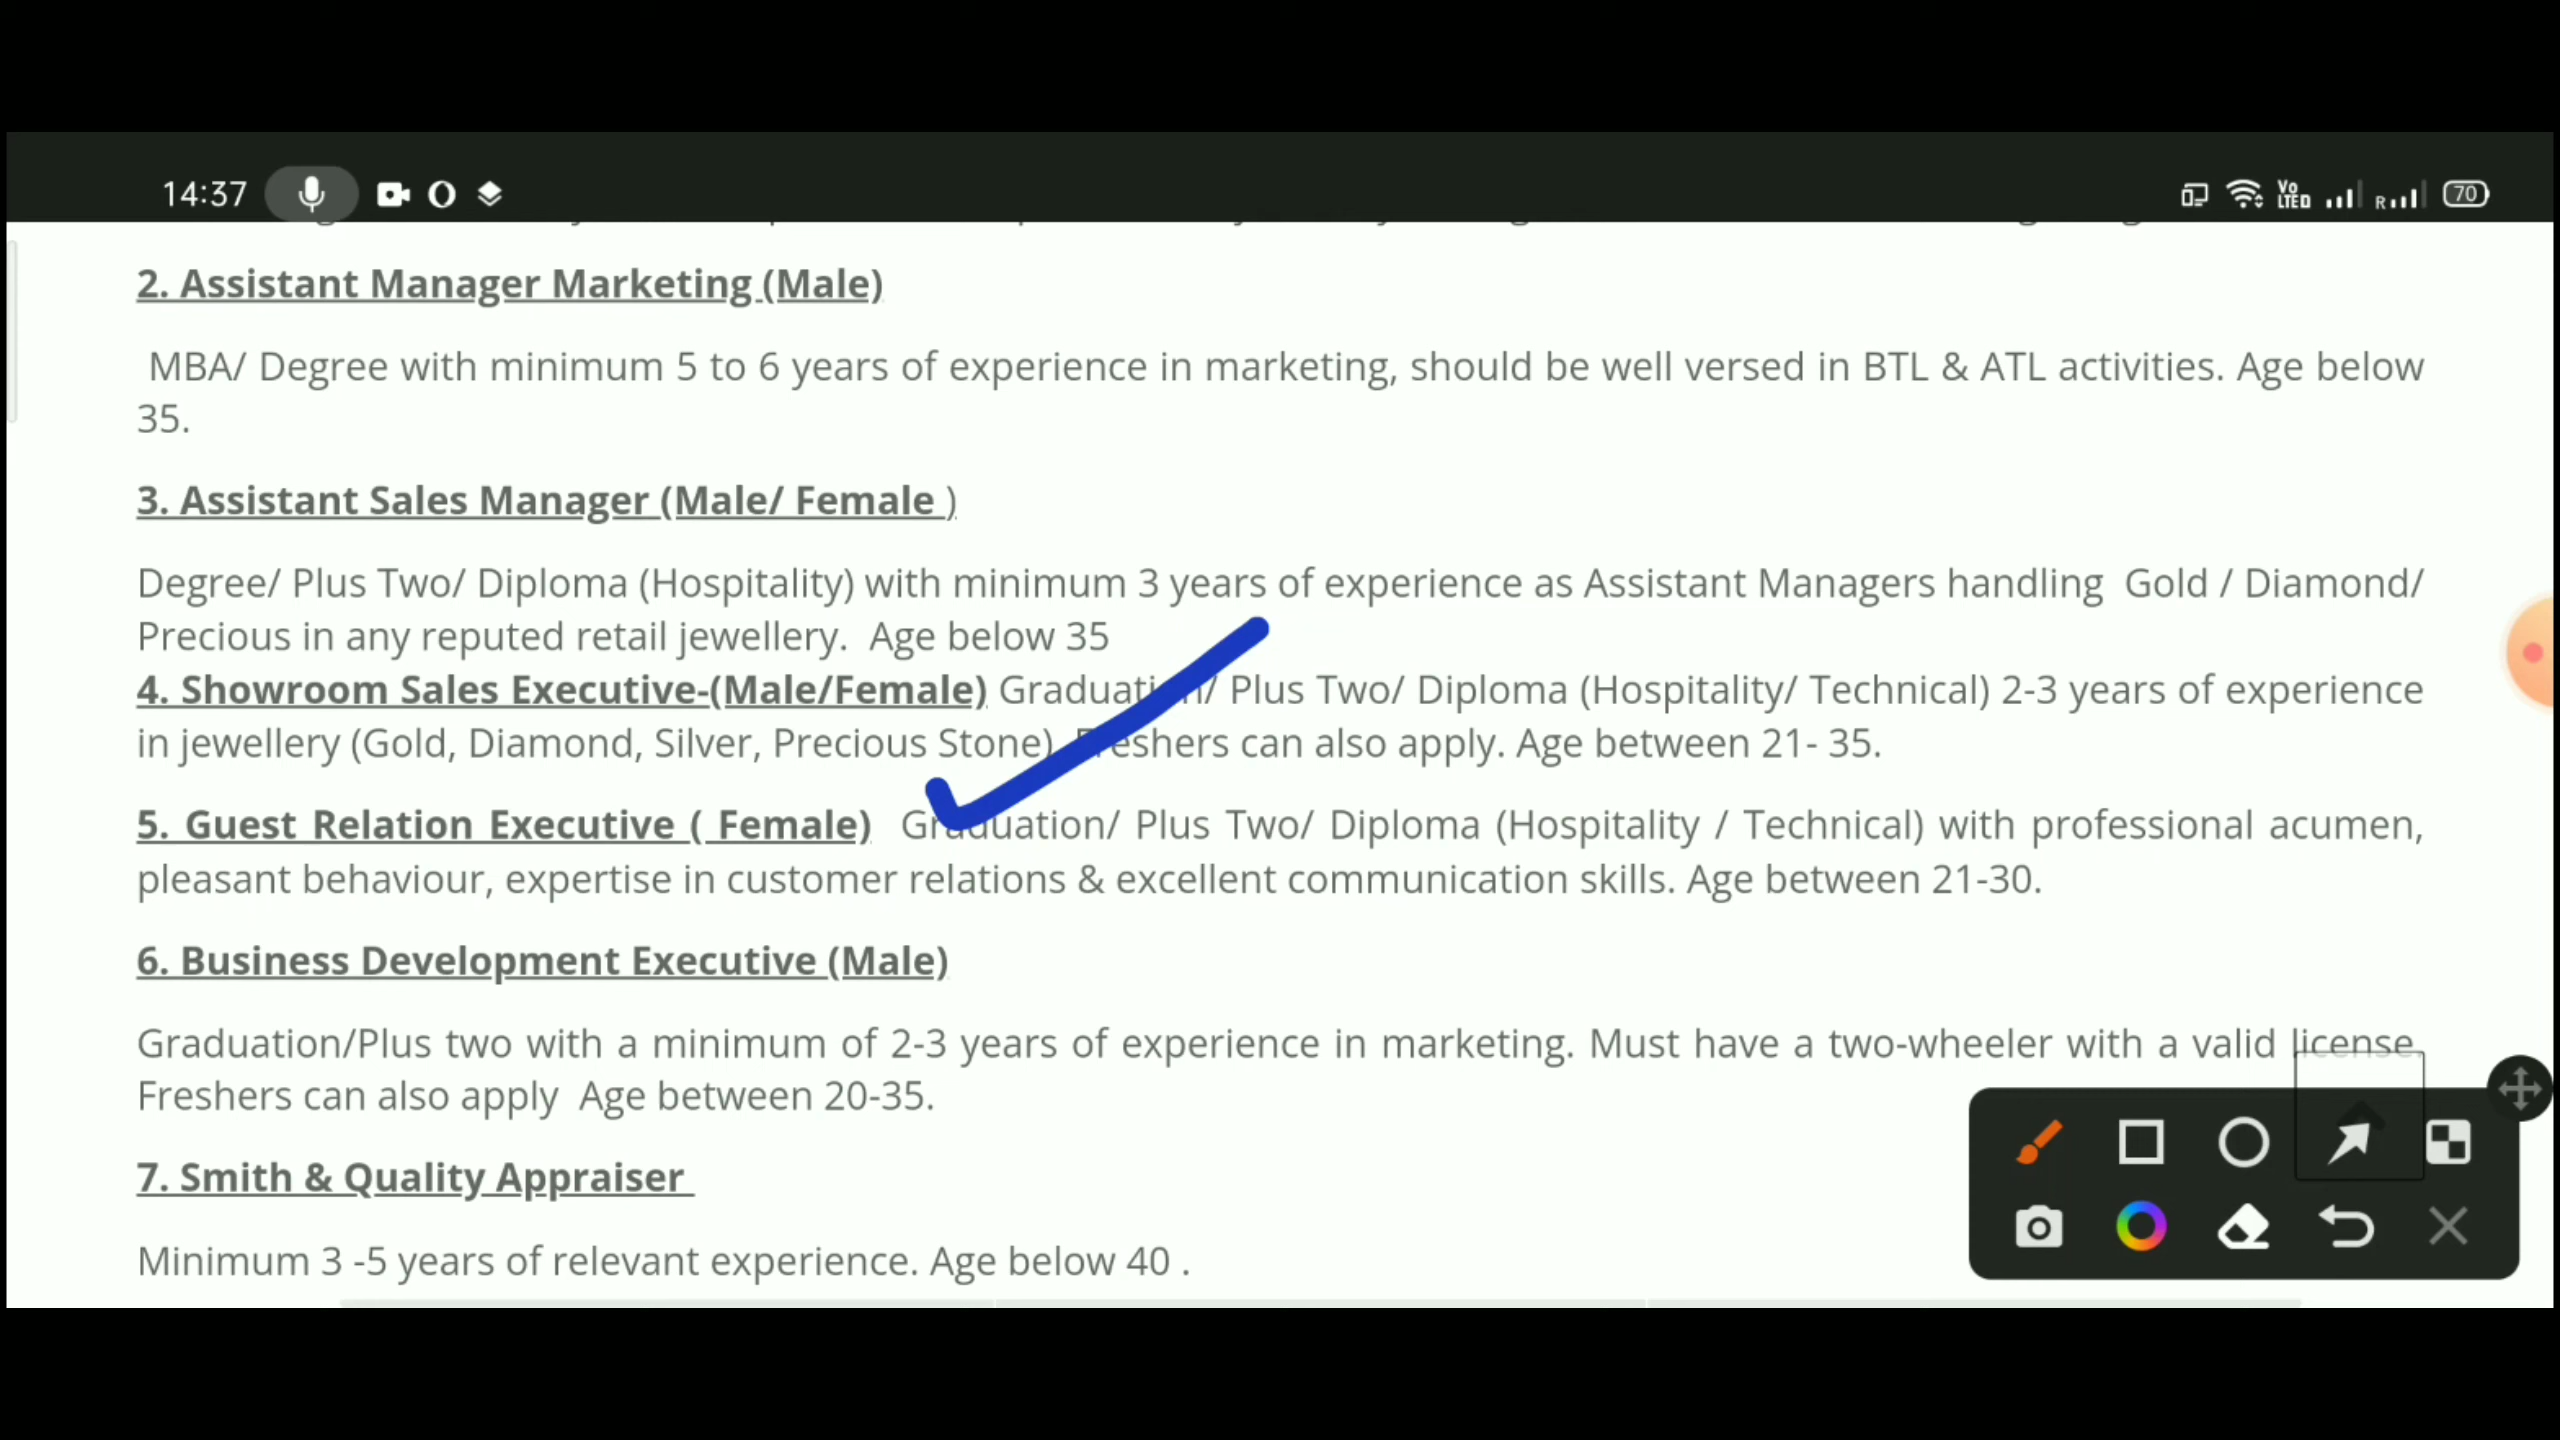 14:37
Vo
LTED
R
70
2. Assistant Manager Marketing (Male)
MBA/ Degree with minimum 5 to 6 years of experience in marketing, should be well versed in BTL & ATL activities. Age below
35.
3. Assistant Sales Manager (Male/ Female )
Degree/ Plus Two/ Diploma (Hospitality) with minimum 3 years of experience as Assistant Managers handling Gold / Diamond/
Precious in any reputed retail jewellery. Age below 35
4. Showroom Sales Executive-(Male/Female) Graduation/ Plus Two/ Diploma (Hospitality/ Technical) 2-3 years of experience
in jewellery (Gold, Diamond, Silver, Precious Stone) Freshers can also apply. Age between 21- 35.
5. Guest Relation Executive ( Female) Graduation/ Plus Two/ Diploma (Hospitality / Technical) with professional acumen,
pleasant behaviour, expertise in customer relations & excellent communication skills. Age between 21-30.
6. Business Development Executive (Male)
Graduation/Plus two with a minimum of 2-3 years of experience in marketing. Must have a two-wheeler with a valid license.
Freshers can also apply Age between 20-35.
7. Smith & Quality Appraiser
Minimum 3 -5 years of relevant experience. Age below 40 .